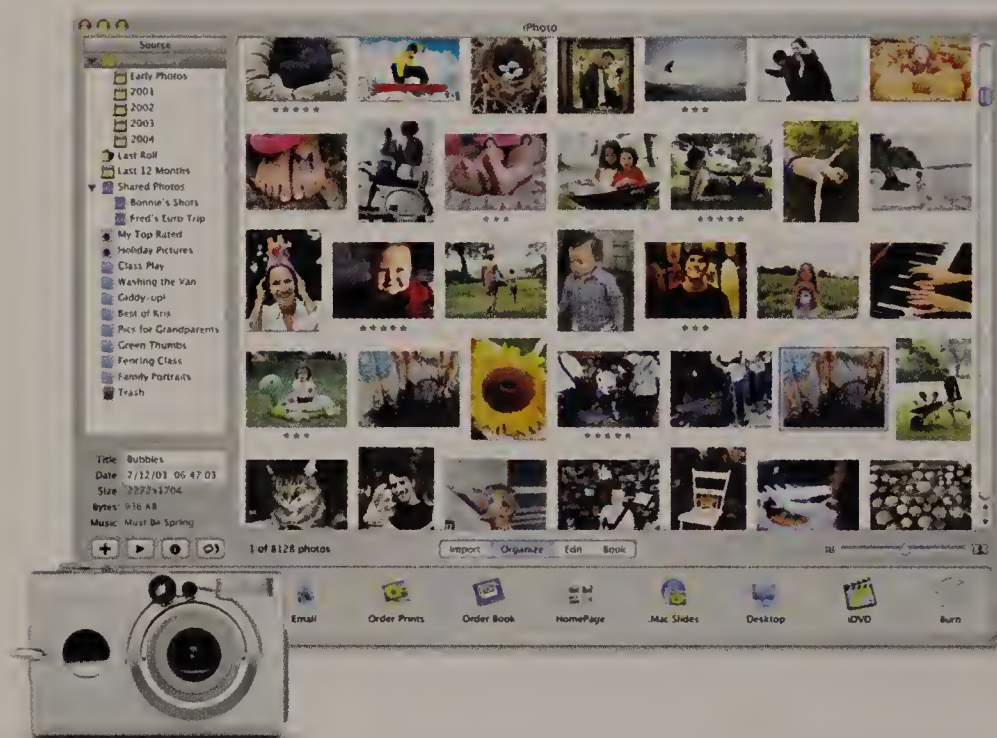 iPhoto
Source
Early Photos
2001
2002
2003
2004
Last Roll
Last 12 Months
Shared Photos
Bonnie's Shots
Fred's Euro Trip
My Top Rated
Holiday Pictures
Class Play
Washing the Van
Giddy-up!
Best of Kris
Pics for Grandparents
Green Thumbs
Fencing Class
Family Portraits
Trash
Title Bubbles
Date 7/12/03 06 47 03
Size 2272x1704
Bytes: 936 KB
Music: Must Be Spring
1 of 8128 photos
Import Organize Edit Book
Email Order Prints Order Book HomePage .Mac Slides Desktop iDVD Burn